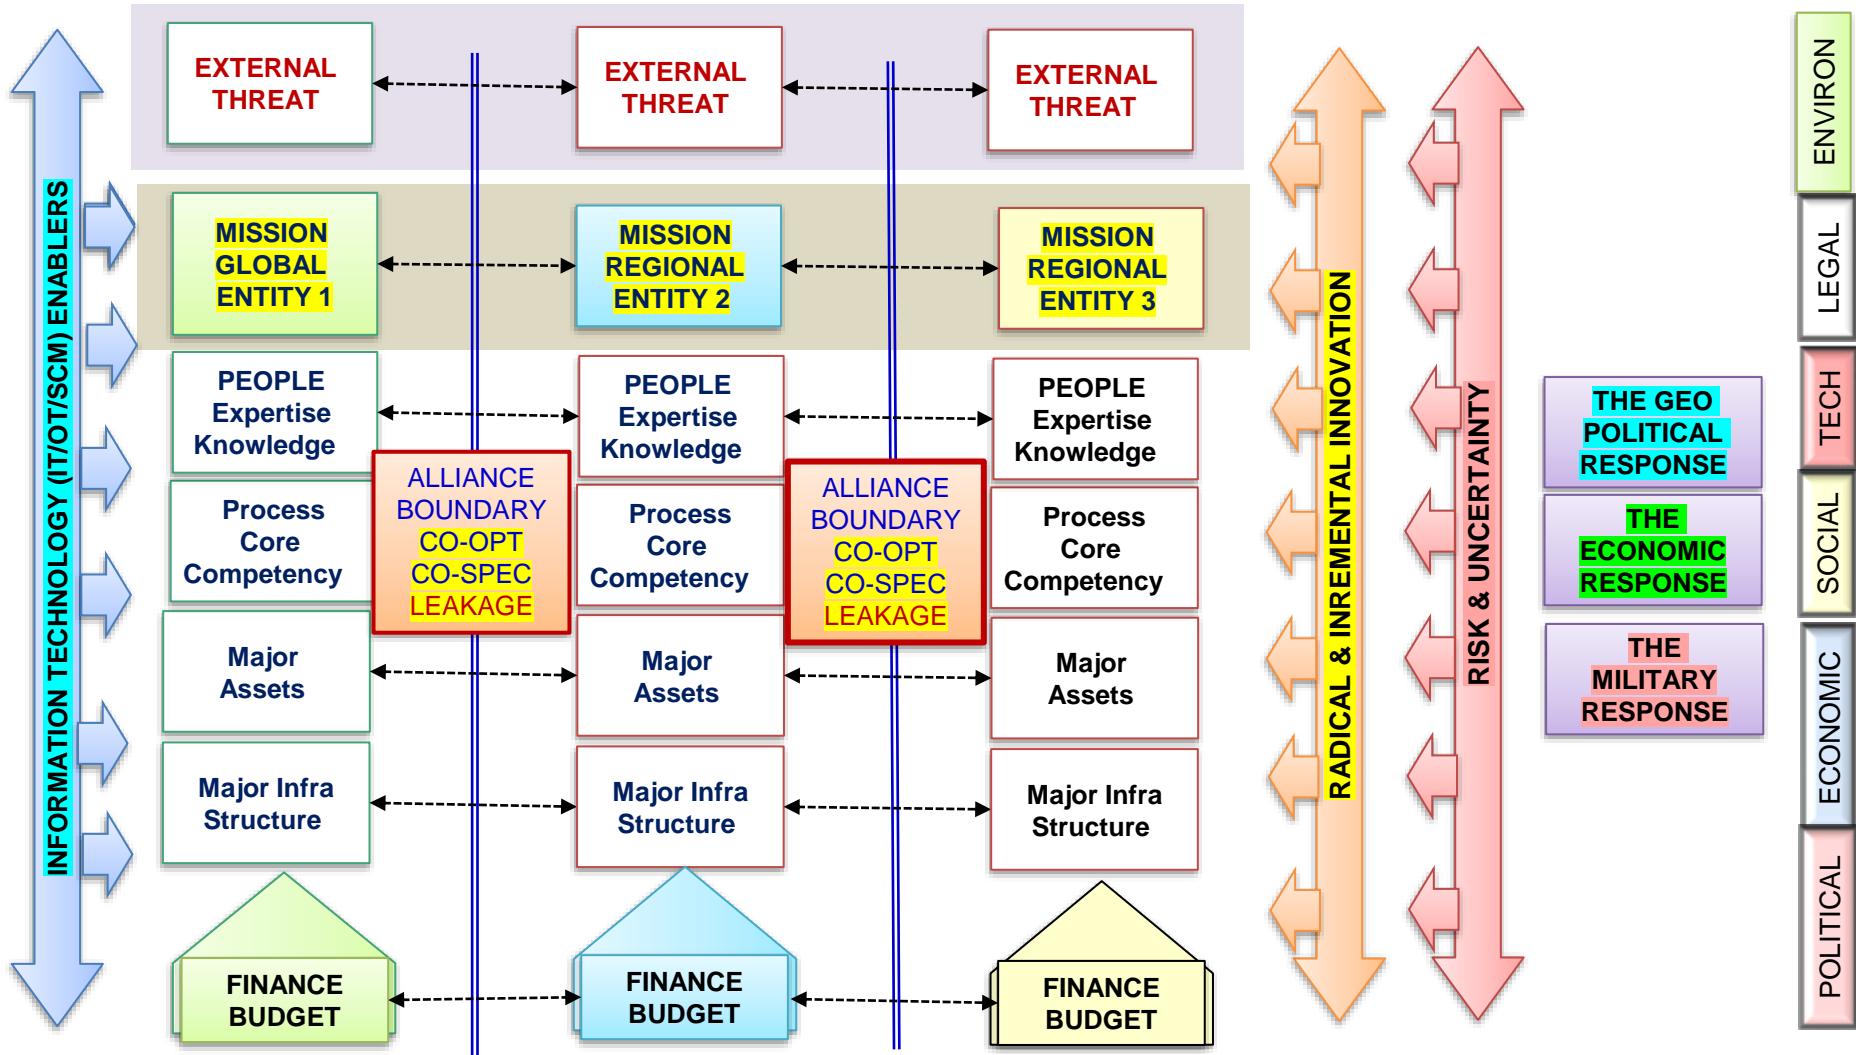 INFORMATION TECHNOLOGY (IT/OT/SCM) ENABLERS
EXTERNAL
THREAT
EXTERNAL
THREAT
EXTERNAL
THREAT
MISSION
GLOBAL
ENTITY 1
MISSION
REGIONAL
ENTITY 2
MISSION
REGIONAL
ENTITY 3
PEOPLE
Expertise
Knowledge
PEOPLE
Expertise
Knowledge
PEOPLE
Expertise
Knowledge
ALLIANCE
BOUNDARY
CO-OPT
CO-SPEC
LEAKAGE
ALLIANCE
BOUNDARY
CO-OPT
CO-SPEC
LEAKAGE
Process
Core
Competency
Process
Core
Competency
Process
Core
Competency
Major
Assets
Major
Assets
Major
Assets
Major Infra
Structure
Major Infra
Structure
Major Infra
Structure
FINANCE
BUDGET
FINANCE
BUDGET
FINANCE
BUDGET
RADICAL & INREMENTAL INNOVATION
RISK & UNCERTAINTY
THE GEO
POLITICAL
RESPONSE
THE
ECONOMIC
RESPONSE
THE
MILITARY
RESPONSE
ENVIRON
LEGAL
TECH
SOCIAL
ECONOMIC
POLITICAL